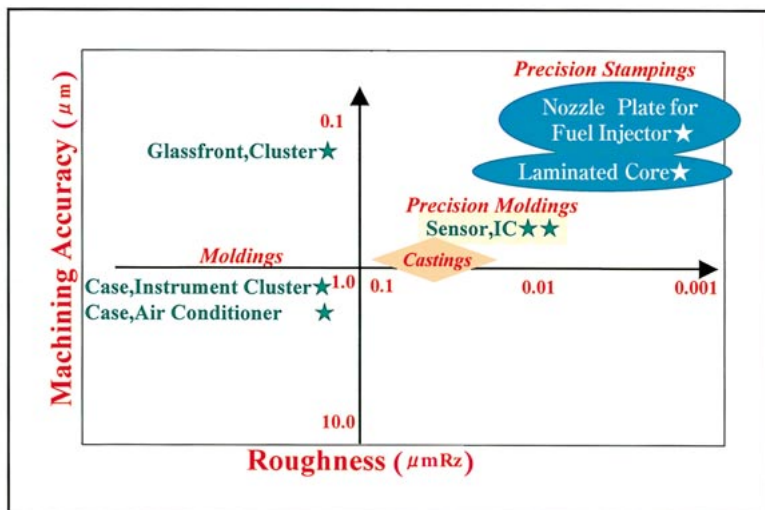 Precision Stampings
Nozzle Plate for
Fuel Injector★
Laminated Core★
0.1
Glassfront,Cluster★
Precision Moldings
Sensor,IC★★
Castings
Moldings
Case,Instrument Cluster★
Case,Air Conditioner ★
1.0
0.1
0.01
0.001
10.0
Machining Accuracy (μm)
Roughness (μmRz)